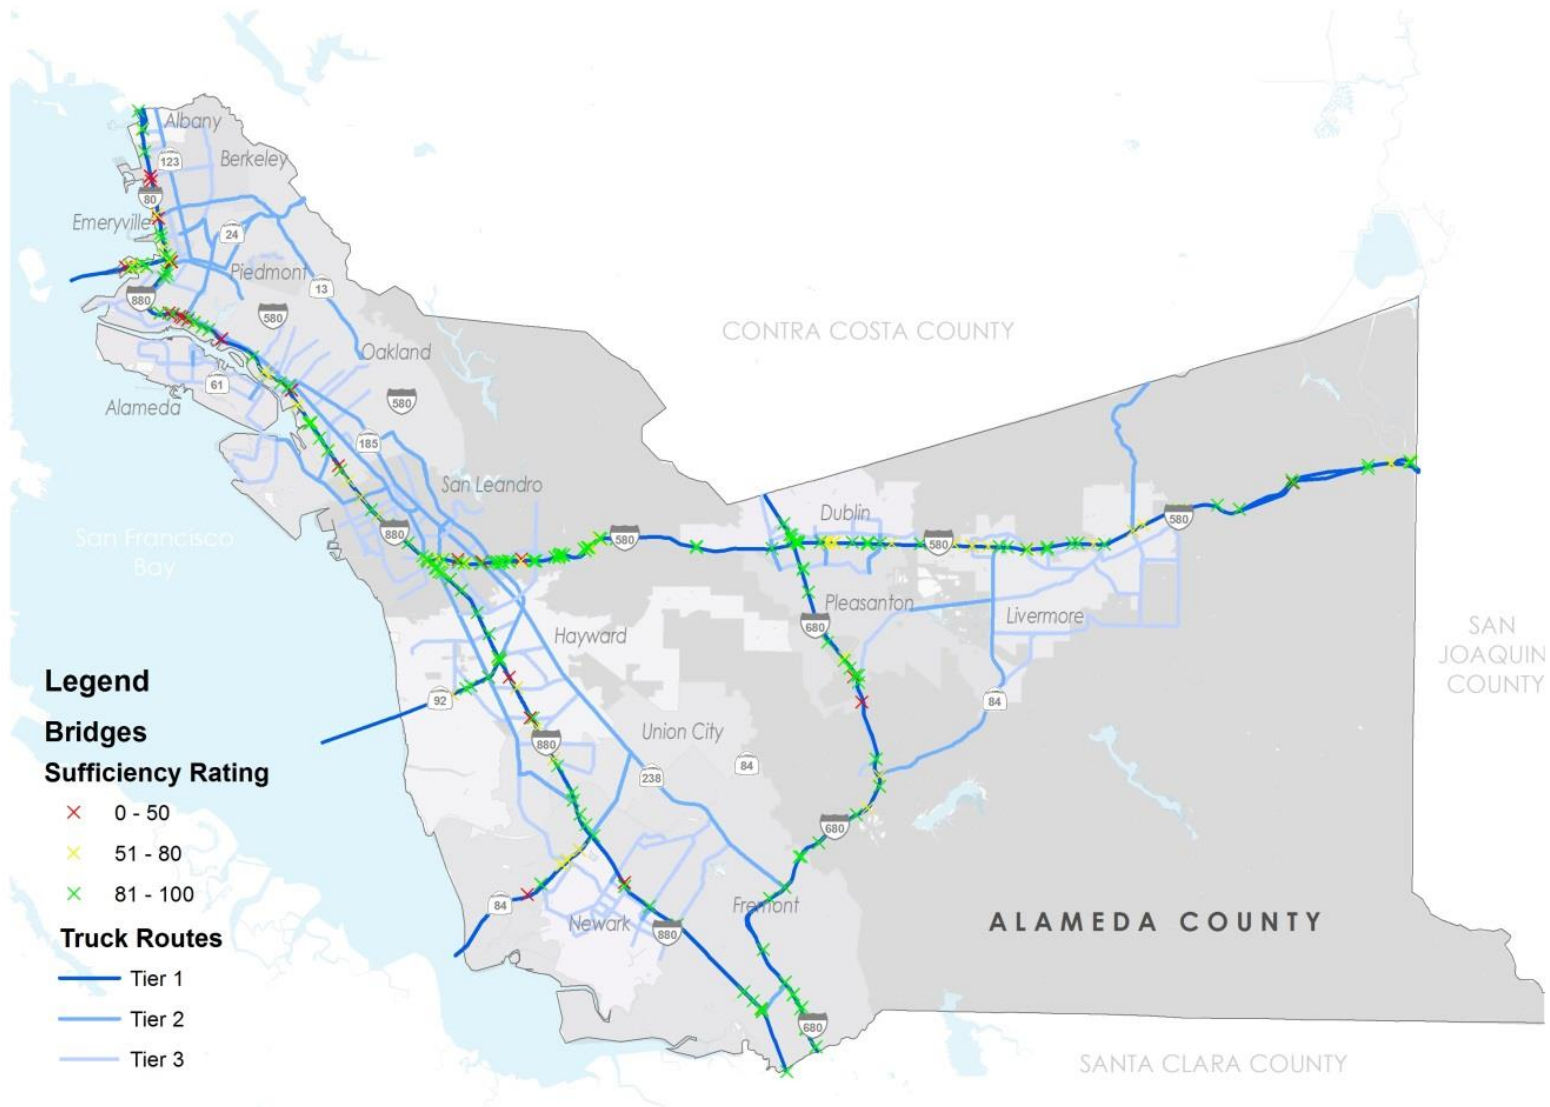 Albany
123
Berkeley
80
Emeryville
24
Piedmont
13
880
580
CONTRA COSTA COUNTY
Oakland
61
580
Alameda
185
San Leandro
Dublin
580
880
580
580
San Francisco
Bay
Pleasanton
Livermore
680
Hayward
SAN
JOAQUIN
COUNTY
92
84
Union City
880
84
238
680
84
Newark
880
Fremont
ALAMEDA COUNTY
680
SANTA CLARA COUNTY
Legend
Bridges
Sufficiency Rating
0 - 50
51 - 80
81 - 100
Truck Routes
Tier 1
Tier 2
Tier 3